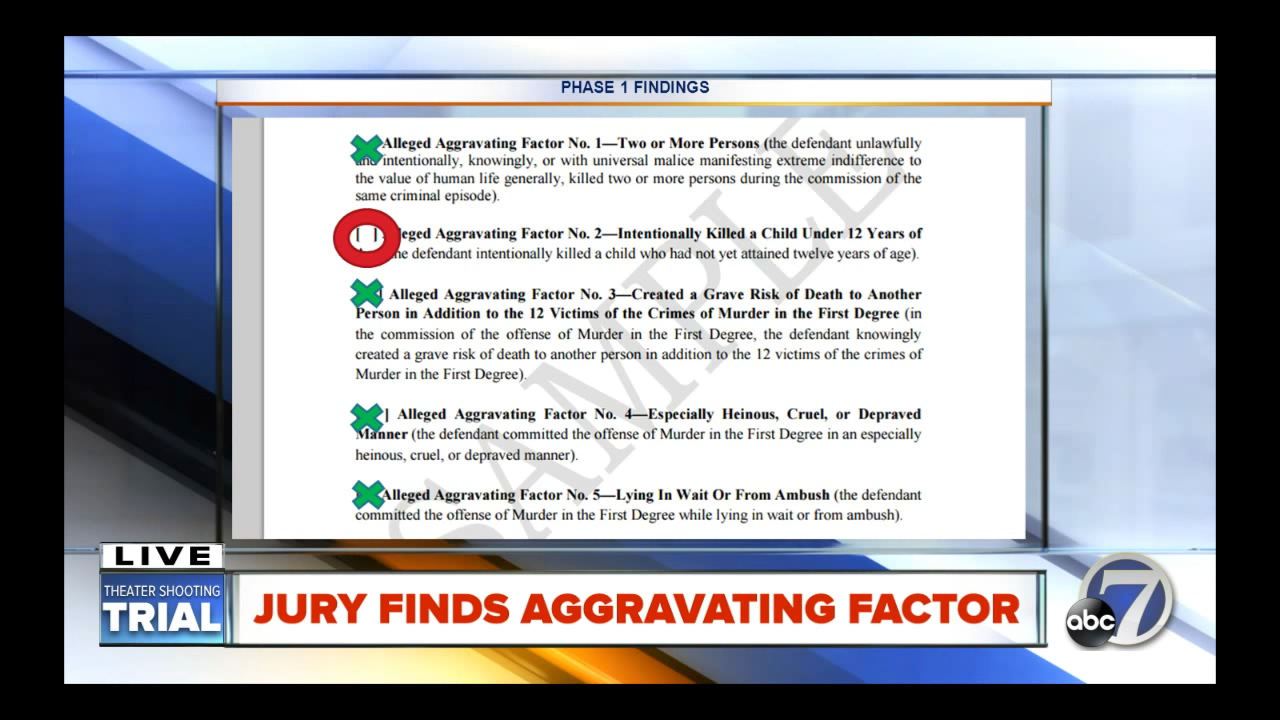 PHASE 1 FINDINGS
Alleged Aggravating Factor No. 1—Two or More Persons (the defendant unlawfully
and intentionally, knowingly, or with universal malice manifesting extreme indifference to
the value of human life generally, killed two or more persons during the commission of the
same criminal episode).
[ ] Alleged Aggravating Factor No. 2—Intentionally Killed a Child Under 12 Years of
he defendant intentionally killed a child who had not yet attained twelve years of age).
] Alleged Aggravating Factor No. 3—Created a Grave Risk of Death to Another
Person in Addition to the 12 Victims of the Crimes of Murder in the First Degree (in
the commission of the offense of Murder in the First Degree, the defendant knowingly
created a grave risk of death to another person in addition to the 12 victims of the crimes of
Murder in the First Degree).
] Alleged Aggravating Factor No. 4—Especially Heinous, Cruel, or Depraved
Manner (the defendant committed the offense of Murder in the First Degree in an especially
heinous, cruel, or depraved manner).
Alleged Aggravating Factor No. 5—Lying In Wait Or From Ambush (the defendant
committed the offense of Murder in the First Degree while lying in wait or from ambush).
SAMPLE
LIVE
THEATER SHOOTING
TRIAL
JURY FINDS AGGRAVATING FACTOR
abc 7